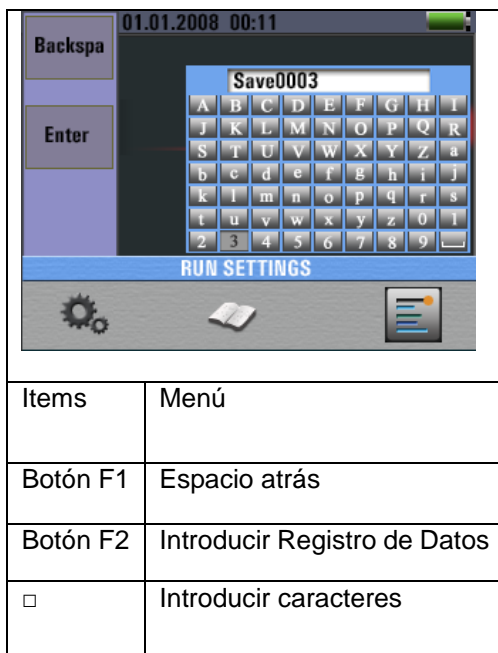 01.01.2008 00:11
Backspa
Save0003
A B C D E F G H I
Enter
J K L M N O P Q R
S T U V W X Y Z a
b c d e f g h i j
k l m n o p q r s
t u v w x y z 0 1
2 3 4 5 6 7 8 9
RUN SETTINGS
Items Menú
Botón F1 Espacio atrás
Botón F2 Introducir Registro de Datos
□ Introducir caracteres